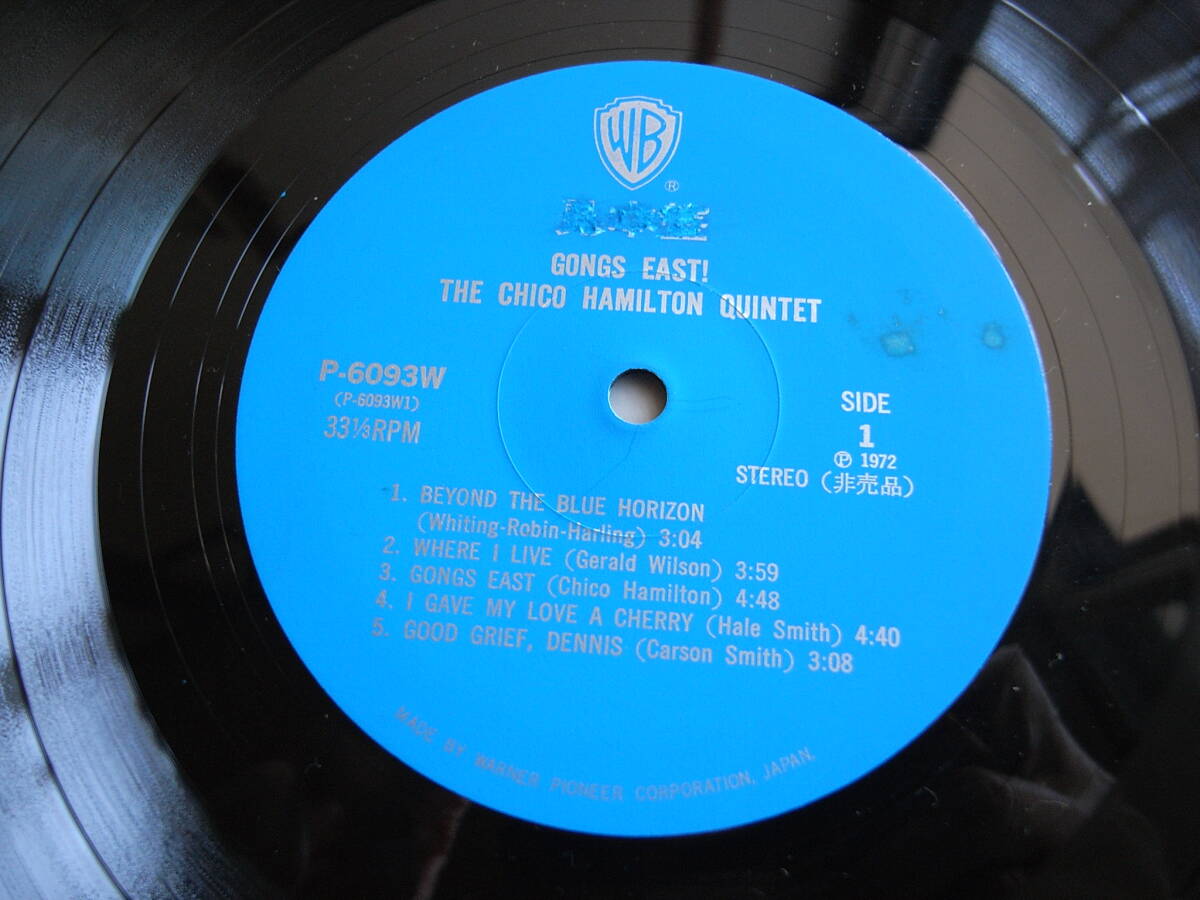 WB
®
GONGS EAST!
THE CHICO HAMILTON QUINTET
P-6093W
(P-6093W1)
33⅓RPM
SIDE
1
Ⓟ 1972
STEREO (非売品)
1. BEYOND THE BLUE HORIZON
(Whiting-Robin-Harling) 3:04
2. WHERE I LIVE (Gerald Wilson) 3:59
3. GONGS EAST (Chico Hamilton) 4:48
4. I GAVE MY LOVE A CHERRY (Hale Smith) 4:40
5. GOOD GRIEF, DENNIS (Carson Smith) 3:08
MADE BY WARNER PIONEER CORPORATION, JAPAN.